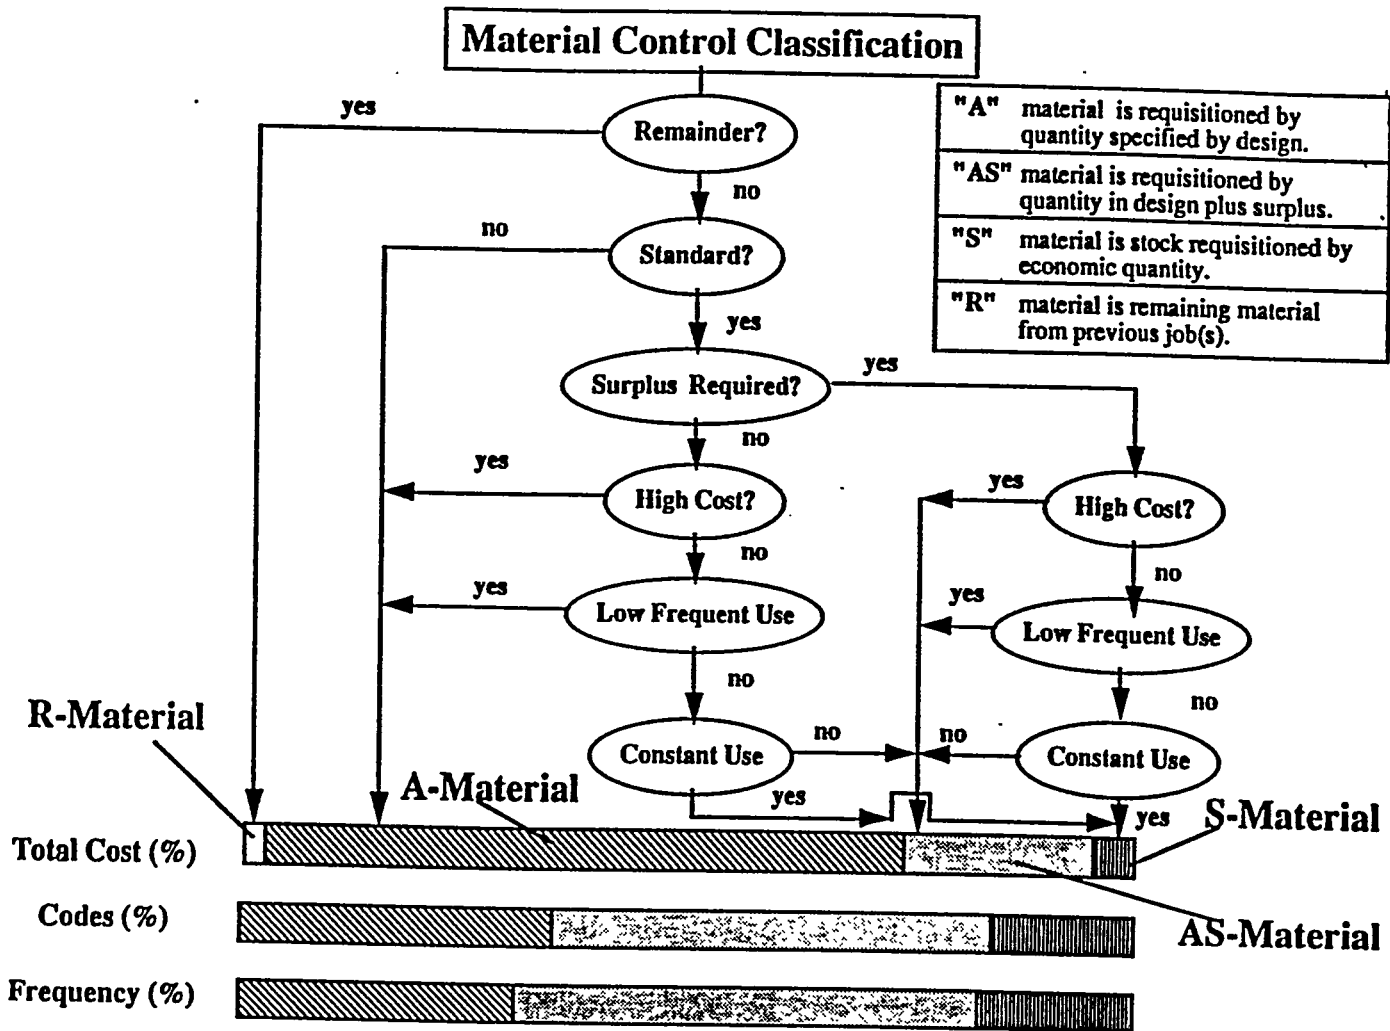 Material Control Classification
"A" material is requisitioned by
quantity specified by design.
"AS" material is requisitioned by
quantity in design plus surplus.
"S" material is stock requisitioned by
economic quantity.
"R" material is remaining material
from previous job(s).
yes
Remainder?
no
no
Standard?
yes
Surplus Required?
yes
no
yes
High Cost?
yes
High Cost?
no
no
yes
Low Frequent Use
yes
Low Frequent Use
no
no
R-Material
Constant Use
no
no
Constant Use
A-Material
yes
yes
S-Material
Total Cost (%)
Codes (%)
AS-Material
Frequency (%)